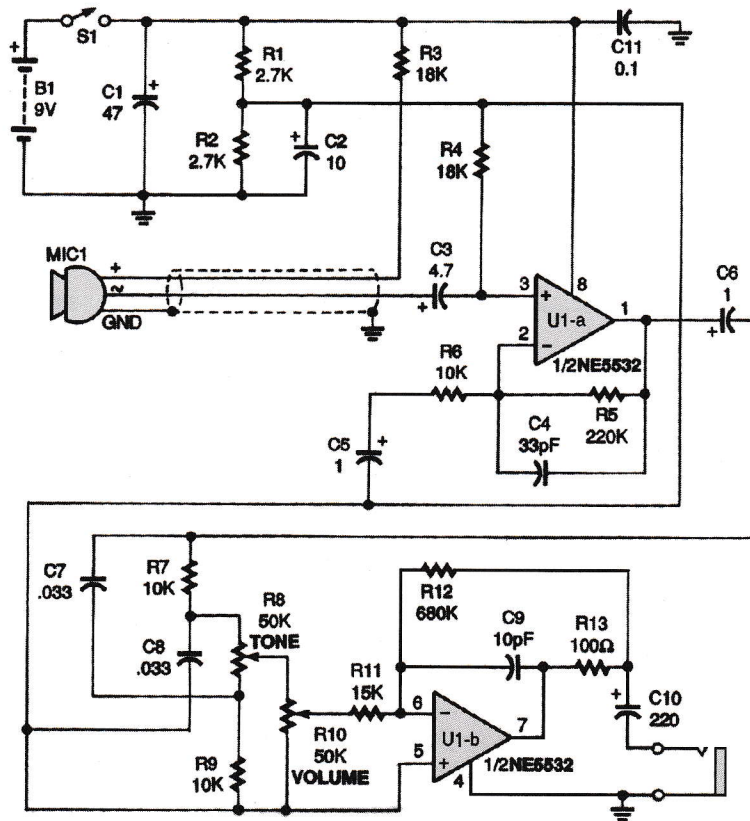 S1
+
B1
9V
C1
47
+
R1
2.7K
R2
2.7K
+
C2
10
R3
18K
C11
0.1
R4
18K
MIC1
+
~
GND
C3
4.7
+
3
+
8
U1-a
1
2
−
1/2NE5532
C6
1
+
R6
10K
R5
220K
C4
33pF
C5
1
+
C7
.033
R7
10K
C8
.033
R8
50K
TONE
R9
10K
R10
50K
VOLUME
R11
15K
R12
680K
C9
10pF
R13
100Ω
6
−
U1-b
7
5
+
4
1/2NE5532
+
C10
220